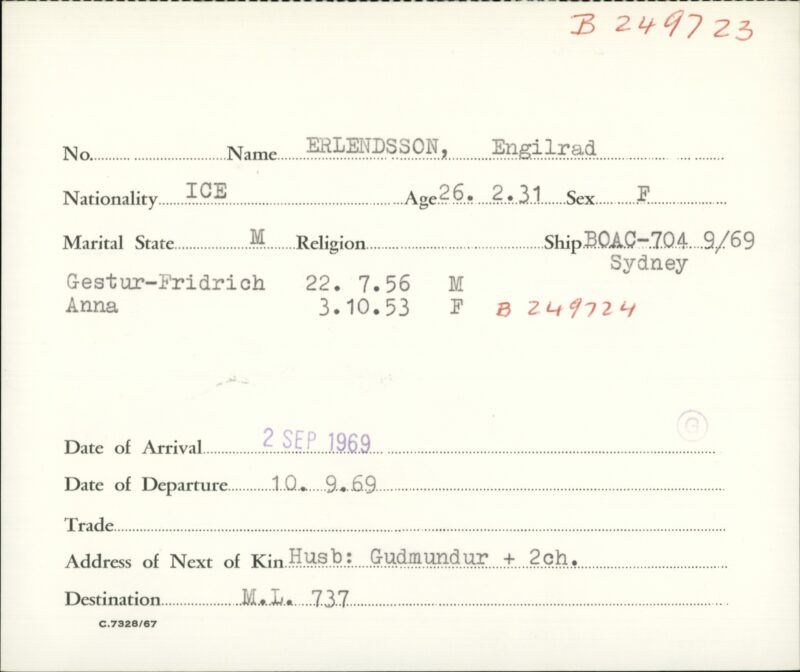 B 249723
No. Name ERLENDSSON, Engilrad
Nationality ICE Age 26. 2.31 Sex F
Marital State M Religion Ship BOAC-704 9/69
Sydney
Gestur-Fridrich 22. 7.56 M
Anna 3.10.53 F B 249724
G
Date of Arrival 2 SEP 1969
Date of Departure 10. 9.69
Trade
Address of Next of Kin Husb: Gudmundur + 2ch.
Destination M.L. 737
C.7328/67